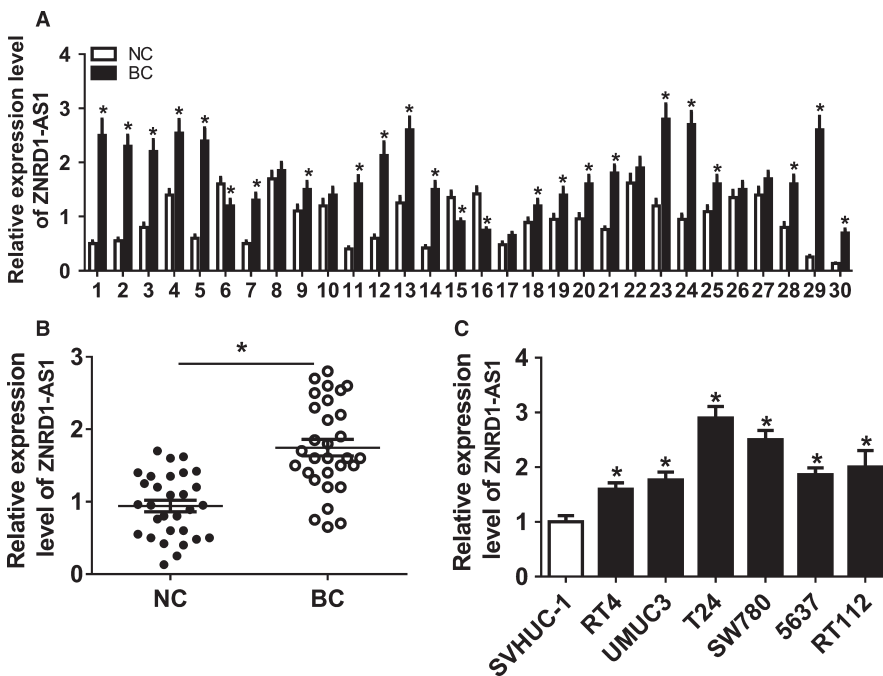 A
Relative expression level
of ZNRD1-AS1
NC
BC
4
3
2
1
0
* * * * * * * * * * * * * * * * * * * * * * * *
1 2 3 4 5 6 7 8 9 10 11 12 13 14 15 16 17 18 19 20 21 22 23 24 25 26 27 28 29 30
B
Relative expression
level of ZNRD1-AS1
3
2
1
0
*
NC BC
C
Relative expression
level of ZNRD1-AS1
4
3
2
1
0
* * * * * *
SVHUC-1 RT4 UMUC3 T24 SW780 5637 RT112